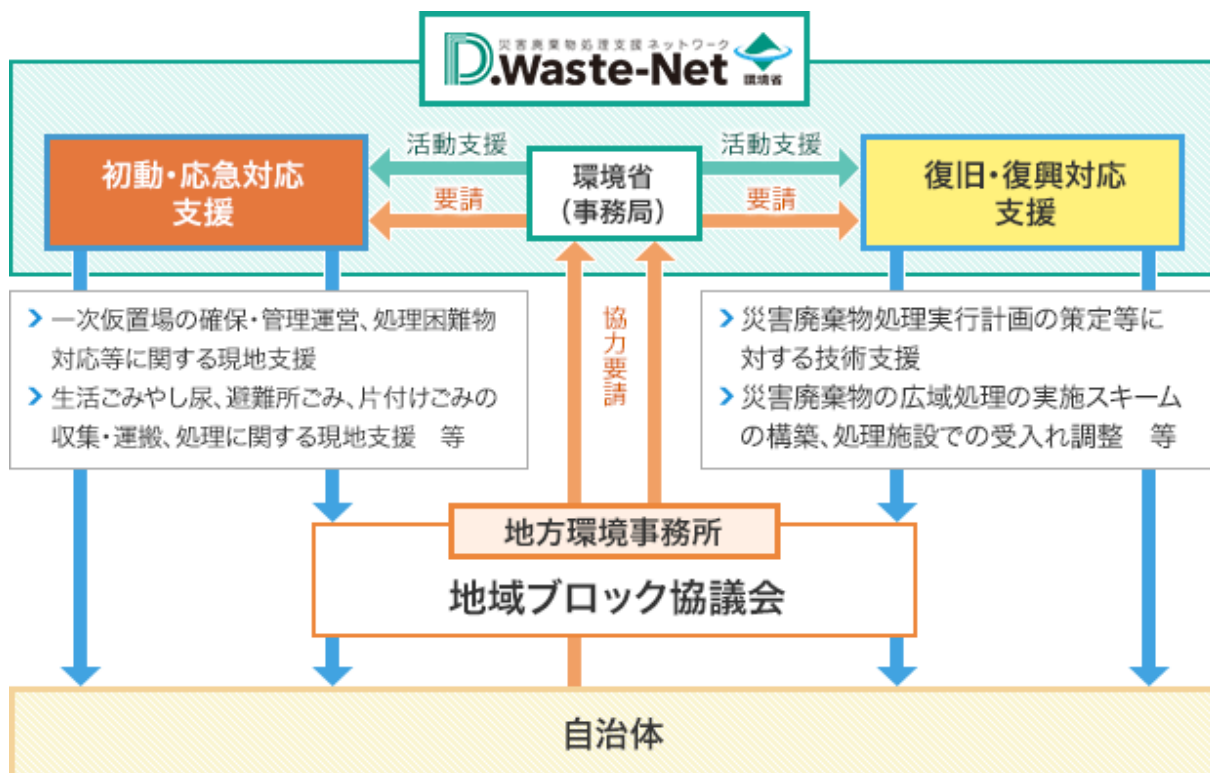 災害廃棄物処理支援ネットワーク
D.Waste-Net
環境省
初動・応急対応
支援
活動支援
要請
環境省
（事務局）
活動支援
要請
復旧・復興対応
支援
一次仮置場の確保・管理運営、処理困難物
対応等に関する現地支援
生活ごみやし尿、避難所ごみ、片付けごみの
収集・運搬、処理に関する現地支援　等
協力要請
災害廃棄物処理実行計画の策定等に
対する技術支援
災害廃棄物の広域処理の実施スキーム
の構築、処理施設での受入れ調整　等
地方環境事務所
地域ブロック協議会
自治体